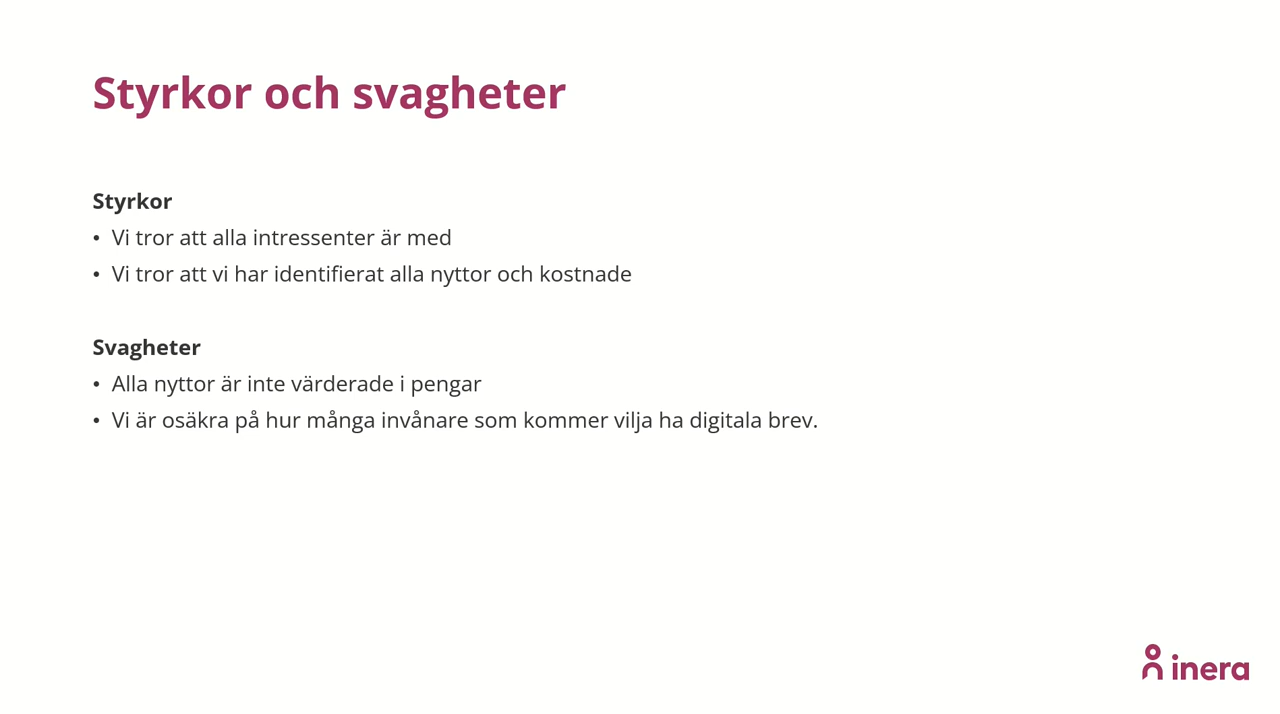 Styrkor och svagheter
Styrkor
• Vi tror att alla intressenter är med
• Vi tror att vi har identifierat alla nyttor och kostnade
Svagheter
• Alla nyttor är inte värderade i pengar
• Vi är osäkra på hur många invånare som kommer vilja ha digitala brev.
inera